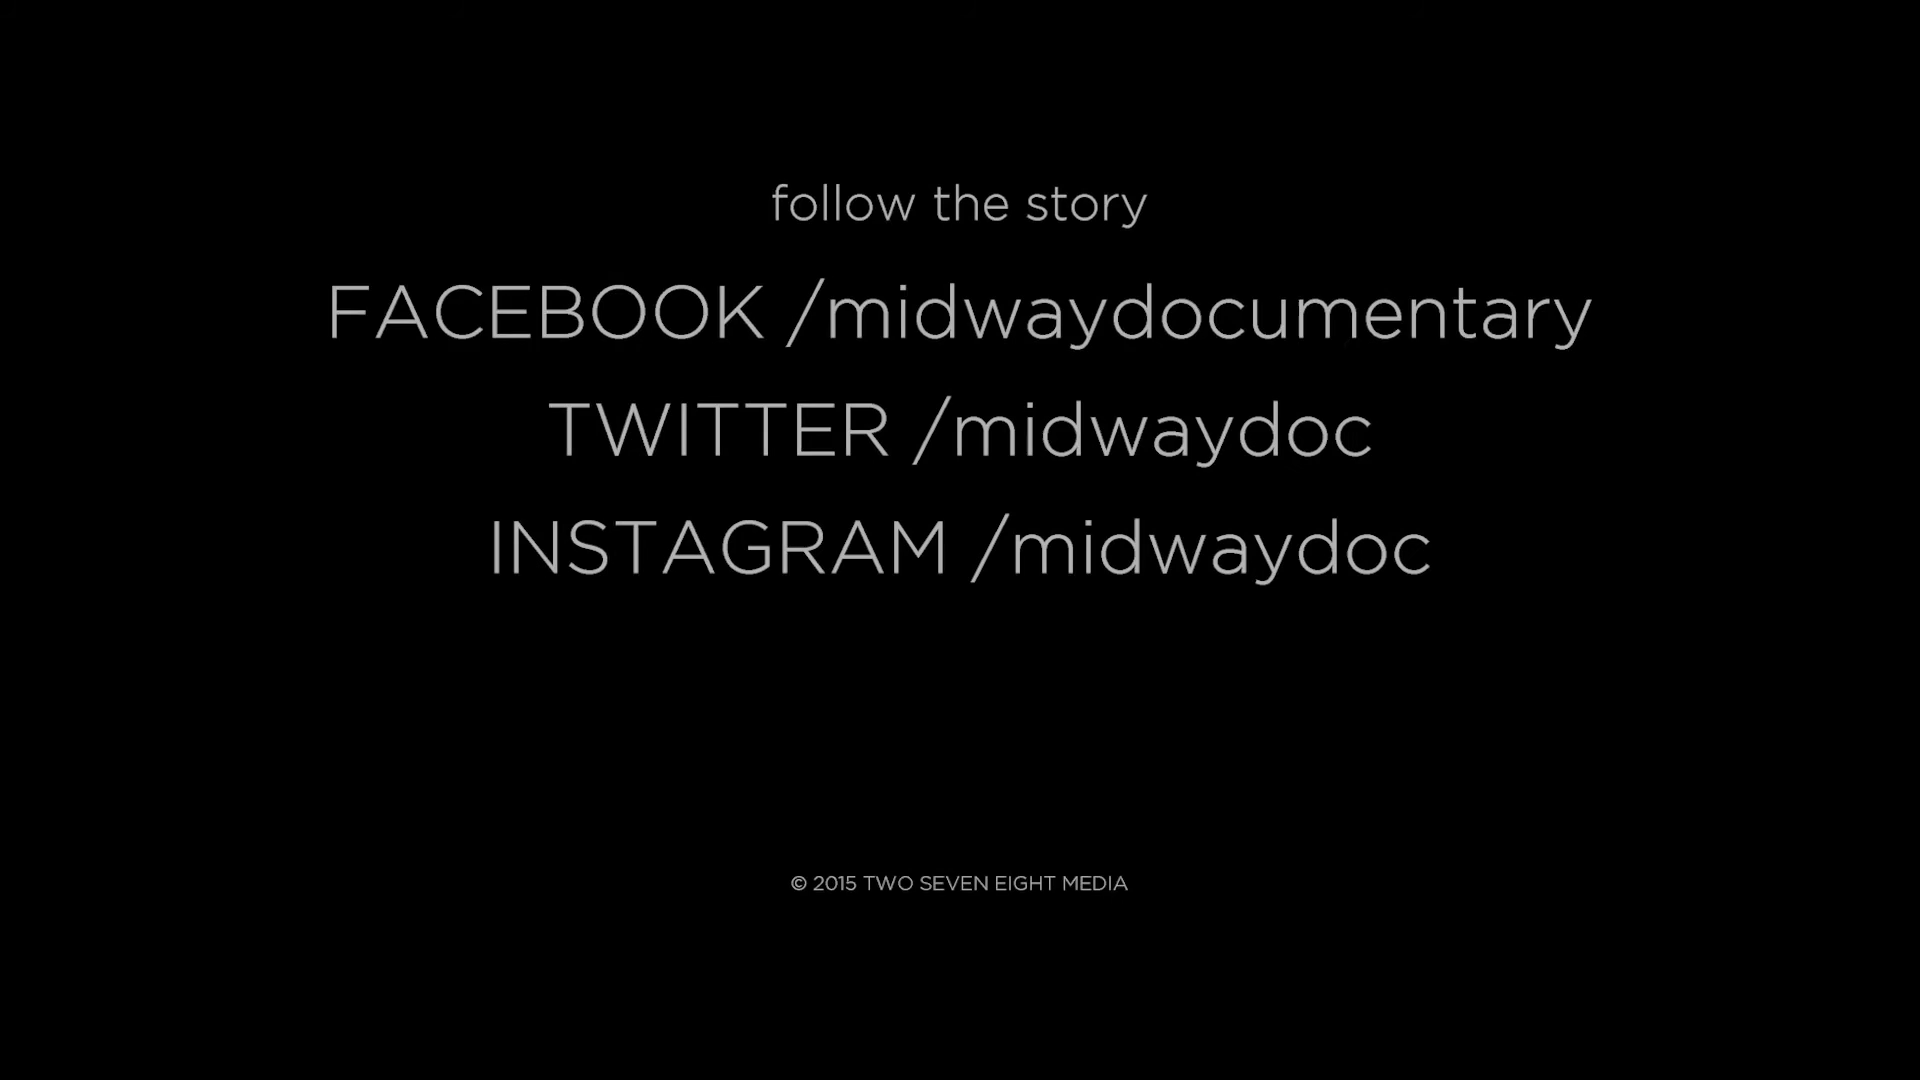 follow the story
FACEBOOK /midwaydocumentary
TWITTER /midwaydoc
INSTAGRAM /midwaydoc
© 2015 TWO SEVEN EIGHT MEDIA